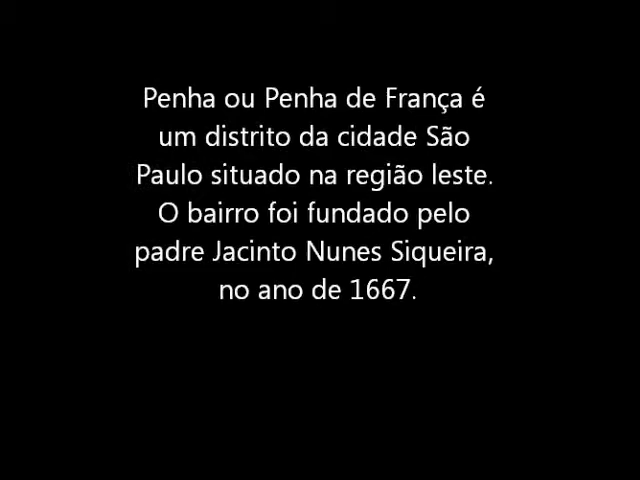 Penha ou Penha de França é
um distrito da cidade São
Paulo situado na região leste.
O bairro foi fundado pelo
padre Jacinto Nunes Siqueira,
no ano de 1667.